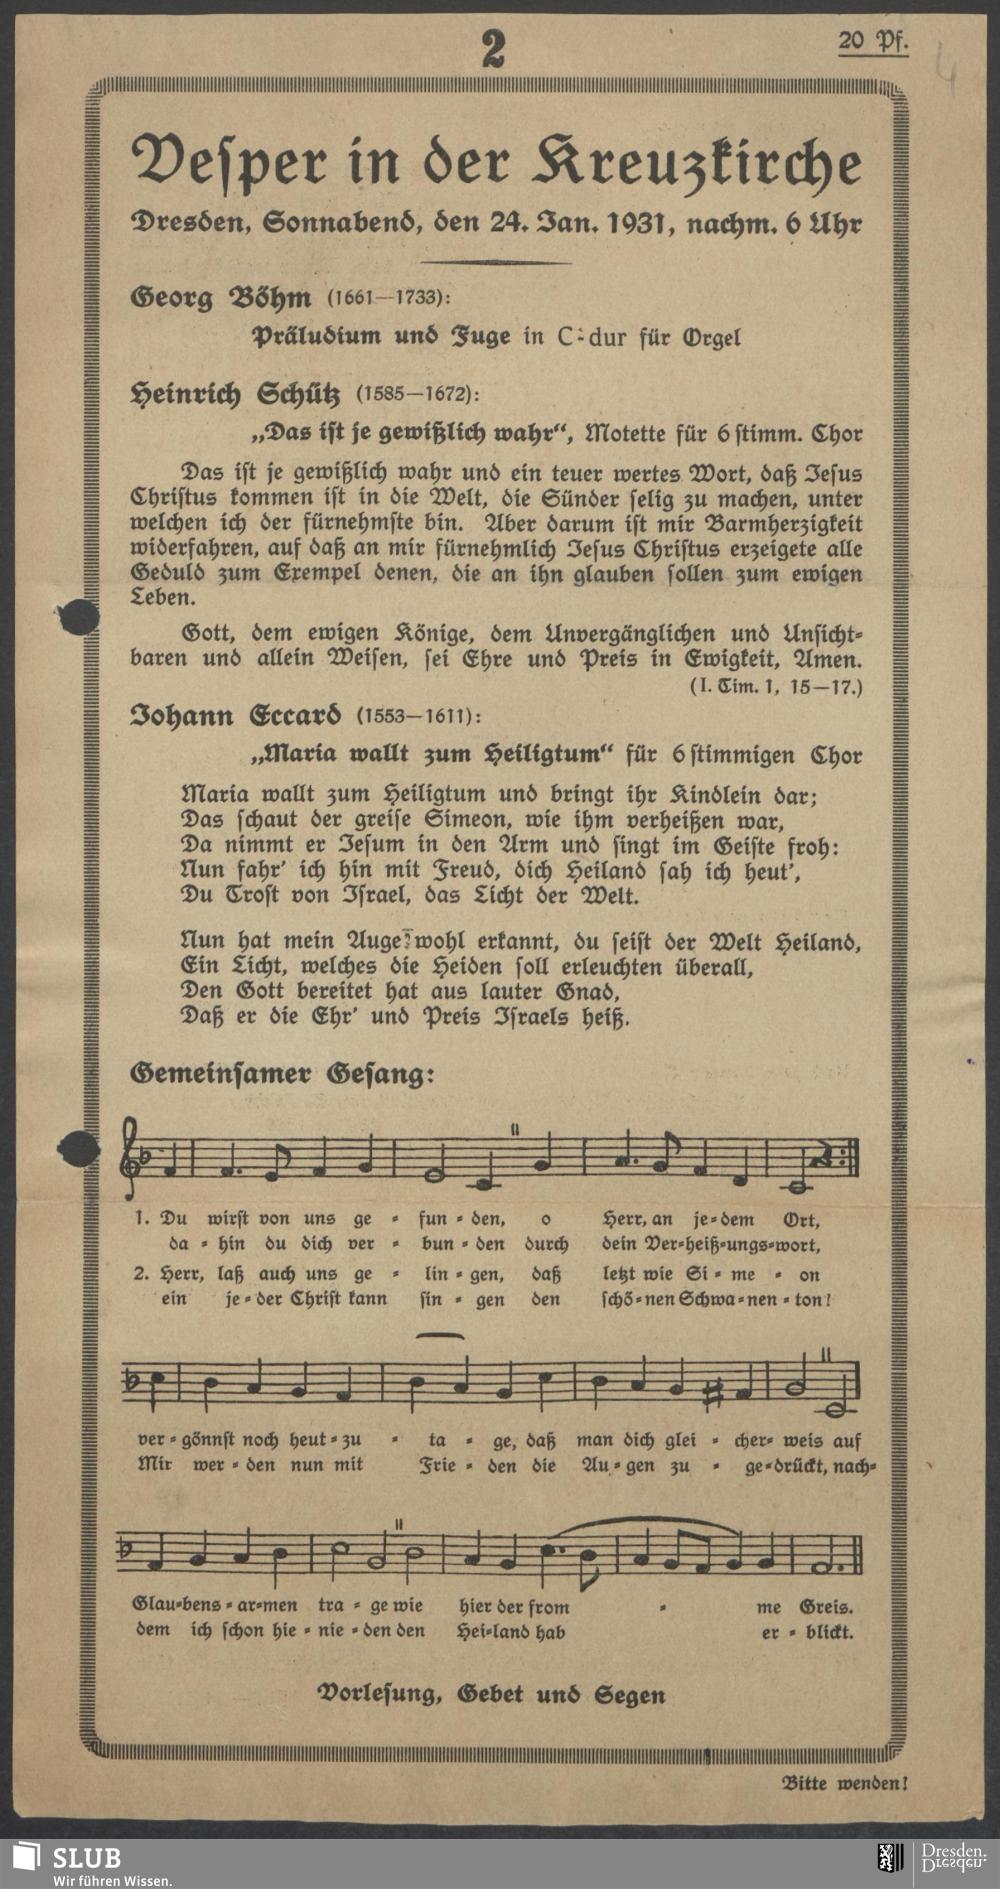 2
20 Pf.
4
Vesper in der Kreuzkirche
Dresden, Sonnabend, den 24. Jan. 1931, nachm. 6 Uhr
Georg Böhm (1661—1733):
Präludium und Fuge in C-dur für Orgel
Heinrich Schütz (1585—1672):
„Das ist je gewißlich wahr“, Motette für 6 stimm. Chor
Das ist je gewißlich wahr und ein teuer wertes Wort, daß Jesus
Christus kommen ist in die Welt, die Sünder selig zu machen, unter
welchen ich der fürnehmste bin. Aber darum ist mir Barmherzigkeit
widerfahren, auf daß an mir fürnehmlich Jesus Christus erzeigete alle
Geduld zum Exempel denen, die an ihn glauben sollen zum ewigen
Leben.
Gott, dem ewigen Könige, dem Unvergänglichen und Unsicht-
baren und allein Weisen, sei Ehre und Preis in Ewigkeit, Amen.
(I. Tim. 1, 15—17.)
Johann Eccard (1553—1611):
„Maria wallt zum Heiligtum“ für 6 stimmigen Chor
Maria wallt zum Heiligtum und bringt ihr Kindlein dar;
Das schaut der greise Simeon, wie ihm verheißen war,
Da nimmt er Jesum in den Arm und singt im Geiste froh:
Nun fahr' ich hin mit Freud, dich Heiland sah ich heut',
Du Trost von Israel, das Licht der Welt.
Nun hat mein Auge wohl erkannt, du seist der Welt Heiland,
Ein Licht, welches die Heiden soll erleuchten überall,
Den Gott bereitet hat aus lauter Gnad,
Daß er die Ehr' und Preis Israels heiß.
Gemeinsamer Gesang:
1. Du wirst von uns ge - fun - den, o Herr, an je-dem Ort,
da - hin du dich ver - bun - den durch dein Ver-heiß-ungs-wort,
2. Herr, laß auch uns ge - lin - gen, daß letzt wie Si - me - on
ein je - der Christ kann sin - gen den schö-nen Schwa-nen - ton!
ver - gönnst noch heut - zu - ta - ge, daß man dich glei - cher- weis auf
Mir wer - den nun mit Frie - den die Au - gen zu - ge-drückt, nach-
Glau-bens - ar-men tra - ge wie hier der from - me Greis.
dem ich schon hie - nie - den den Hei-land hab er - blickt.
Vorlesung, Gebet und Segen
Bitte wenden!
SLUB
Wir führen Wissen.
Dresden.
Dresden.